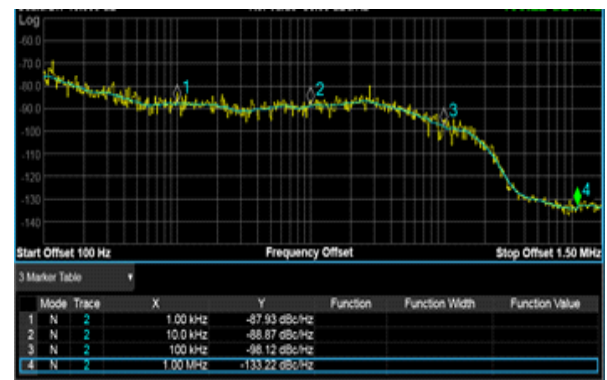 Log
-60.0
-70.0
-80.0
-90.0
-100
-110
-120
-130
-140
1
2
3
4
Start Offset 100 Hz Frequency Offset Stop Offset 1.50 MHz
3 Marker Table
Mode Trace X Y Function Function Width Function Value
1 N 2 1.00 kHz -87.93 dBc/Hz
2 N 2 10.0 kHz -88.87 dBc/Hz
3 N 2 100 kHz -98.12 dBc/Hz
4 N 2 1.00 MHz -133.22 dBc/Hz